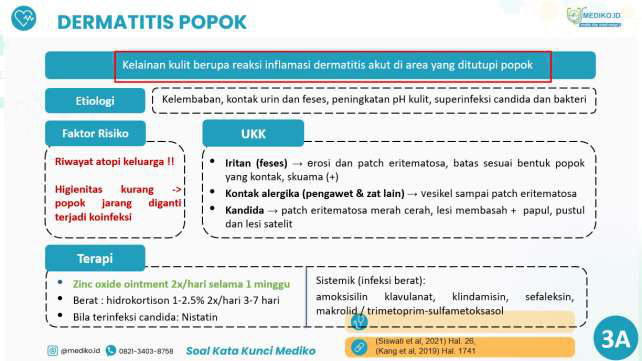 DERMATITIS POPOK
MEDIKO.ID
Kelainan kulit berupa reaksi inflamasi dermatitis akut di area yang ditutupi popok
Etiologi
Kelembaban, kontak urin dan feses, peningkatan pH kulit, superinfeksi candida dan bakteri
Faktor Risiko
Riwayat atopi keluarga !!
Higienitas kurang ->
popok jarang diganti
terjadi koinfeksi
UKK
• Iritan (feses) → erosi dan patch eritematosa, batas sesuai bentuk popok
yang kontak, skuama (+)
• Kontak alergika (pengawet & zat lain) → vesikel sampai patch eritematosa
• Kandida → patch eritematosa merah cerah, lesi membasah + papul, pustul
dan lesi satelit
Terapi
• Zinc oxide ointment 2x/hari selama 1 minggu
• Berat : hidrokortison 1-2.5% 2x/hari 3-7 hari
• Bila terinfeksi candida: Nistatin
Sistemik (infeksi berat):
amoksisilin klavulanat, klindamisin, sefaleksin,
makrolid / trimetoprim-sulfametoksasol
@mediko.id
0821-3403-8758
Soal Kata Kunci Mediko
(Siswati et al, 2021) Hal. 26,
(Kang et al, 2019) Hal. 1741
3A